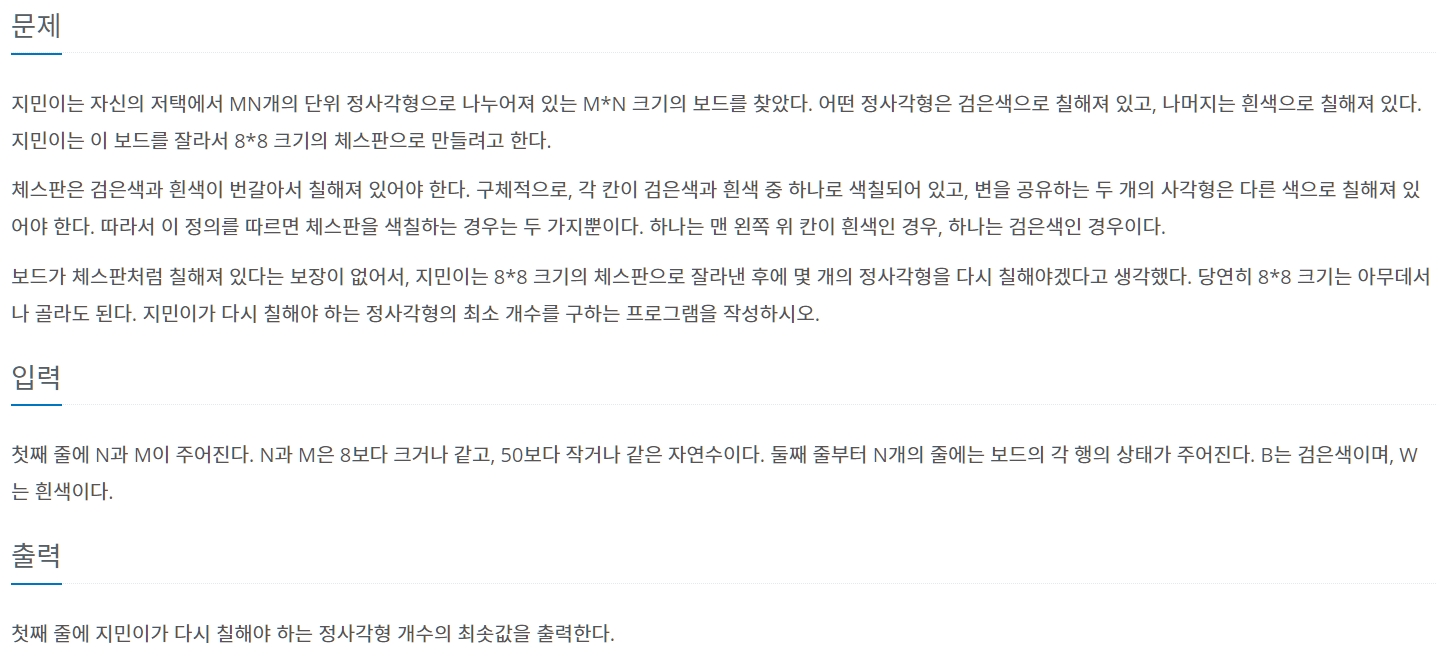 문제
지민이는 자신의 저택에서 MN개의 단위 정사각형으로 나누어져 있는 M*N 크기의 보드를 찾았다. 어떤 정사각형은 검은색으로 칠해져 있고, 나머지는 흰색으로 칠해져 있다.
지민이는 이 보드를 잘라서 8*8 크기의 체스판으로 만들려고 한다.
체스판은 검은색과 흰색이 번갈아서 칠해져 있어야 한다. 구체적으로, 각 칸이 검은색과 흰색 중 하나로 색칠되어 있고, 변을 공유하는 두 개의 사각형은 다른 색으로 칠해져 있
어야 한다. 따라서 이 정의를 따르면 체스판을 색칠하는 경우는 두 가지뿐이다. 하나는 맨 왼쪽 위 칸이 흰색인 경우, 하나는 검은색인 경우이다.
보드가 체스판처럼 칠해져 있다는 보장이 없어서, 지민이는 8*8 크기의 체스판으로 잘라낸 후에 몇 개의 정사각형을 다시 칠해야겠다고 생각했다. 당연히 8*8 크기는 아무데서
나 골라도 된다. 지민이가 다시 칠해야 하는 정사각형의 최소 개수를 구하는 프로그램을 작성하시오.
입력
첫째 줄에 N과 M이 주어진다. N과 M은 8보다 크거나 같고, 50보다 작거나 같은 자연수이다. 둘째 줄부터 N개의 줄에는 보드의 각 행의 상태가 주어진다. B는 검은색이며, W
는 흰색이다.
출력
첫째 줄에 지민이가 다시 칠해야 하는 정사각형 개수의 최솟값을 출력한다.